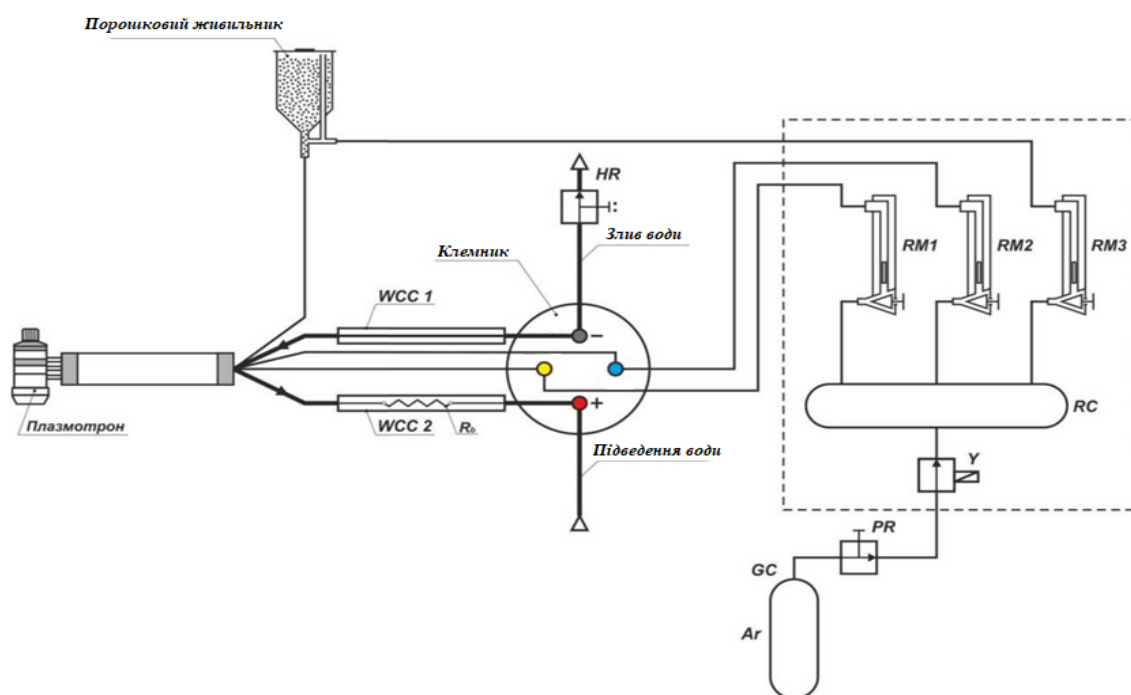 Порошковий живильник
HR
Злив води
Клемник
WCC 1
−
RM1
RM2
RM3
Плазмотрон
WCC 2
Rb
+
RC
Підведення води
Y
PR
GC
Ar